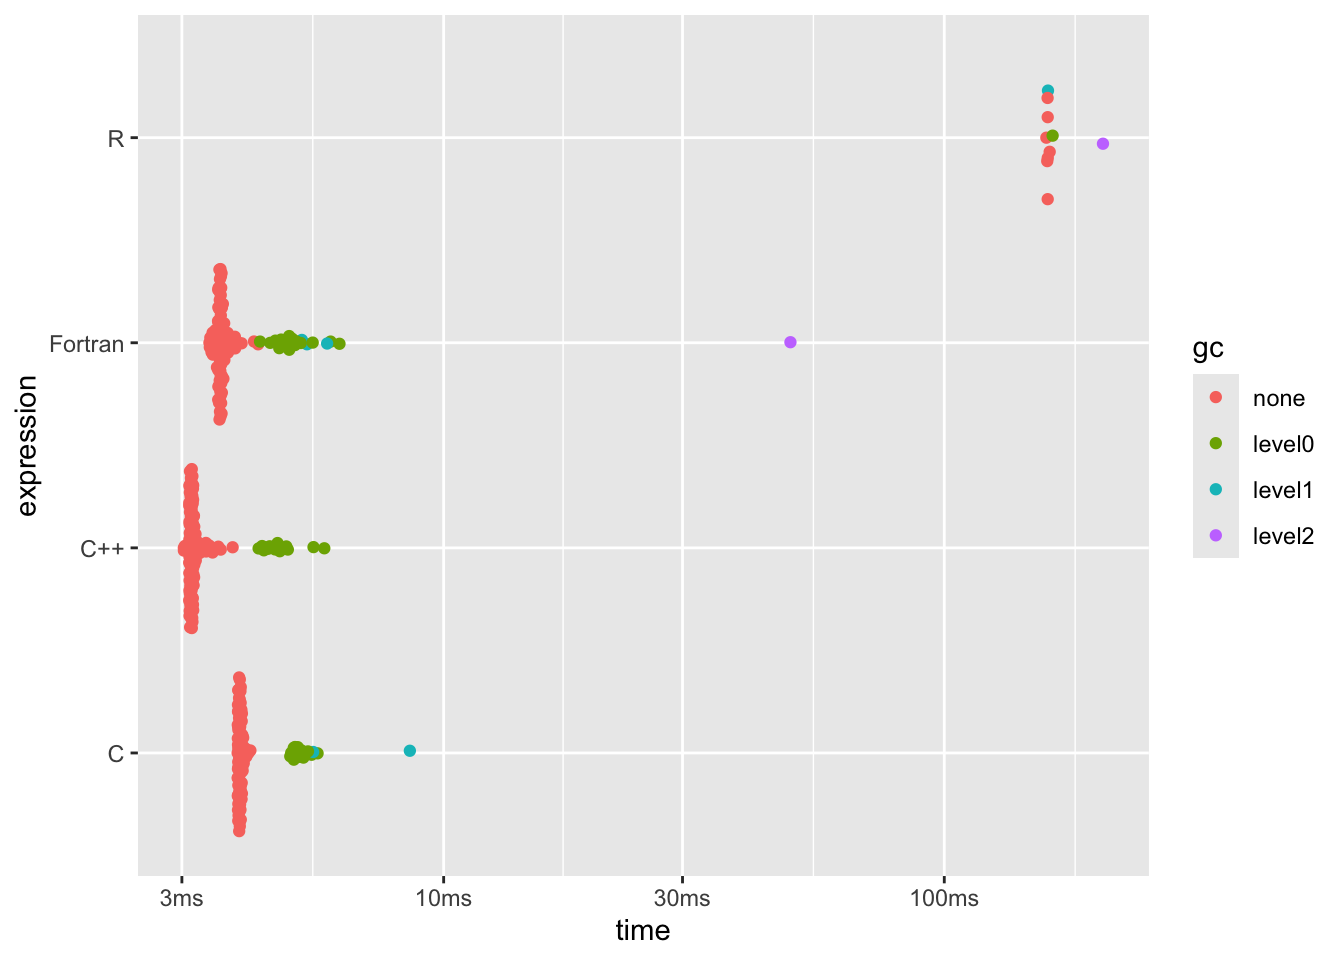 R
Fortran
C++
C
expression
3ms
10ms
30ms
100ms
time
gc
none
level0
level1
level2